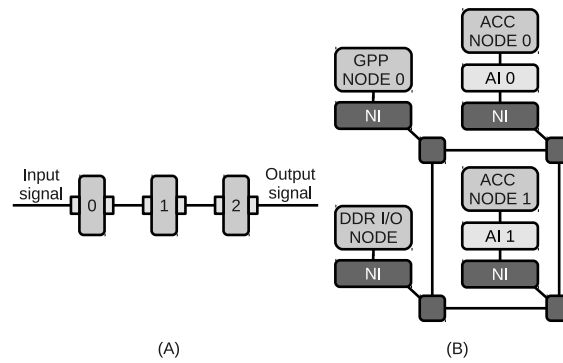 Input
signal
0
1
2
Output
signal
(A)
GPP
NODE 0
NI
ACC
NODE 0
AI 0
NI
DDR I/O
NODE
NI
ACC
NODE 1
AI 1
NI
(B)